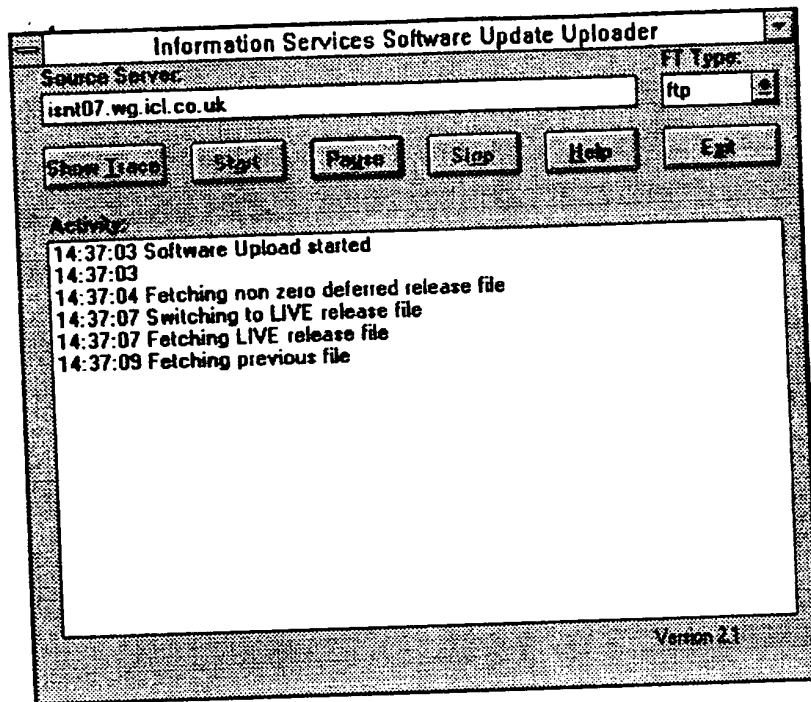 Information Services Software Update Uploader
Source Server: FT Type:
isnt07.wg.icl.co.uk ftp
Show Trace Start Pause Stop Help Exit
Activity:
14:37:03 Software Upload started
14:37:03
14:37:04 Fetching non zero deferred release file
14:37:07 Switching to LIVE release file
14:37:07 Fetching LIVE release file
14:37:09 Fetching previous file
Version 2.1